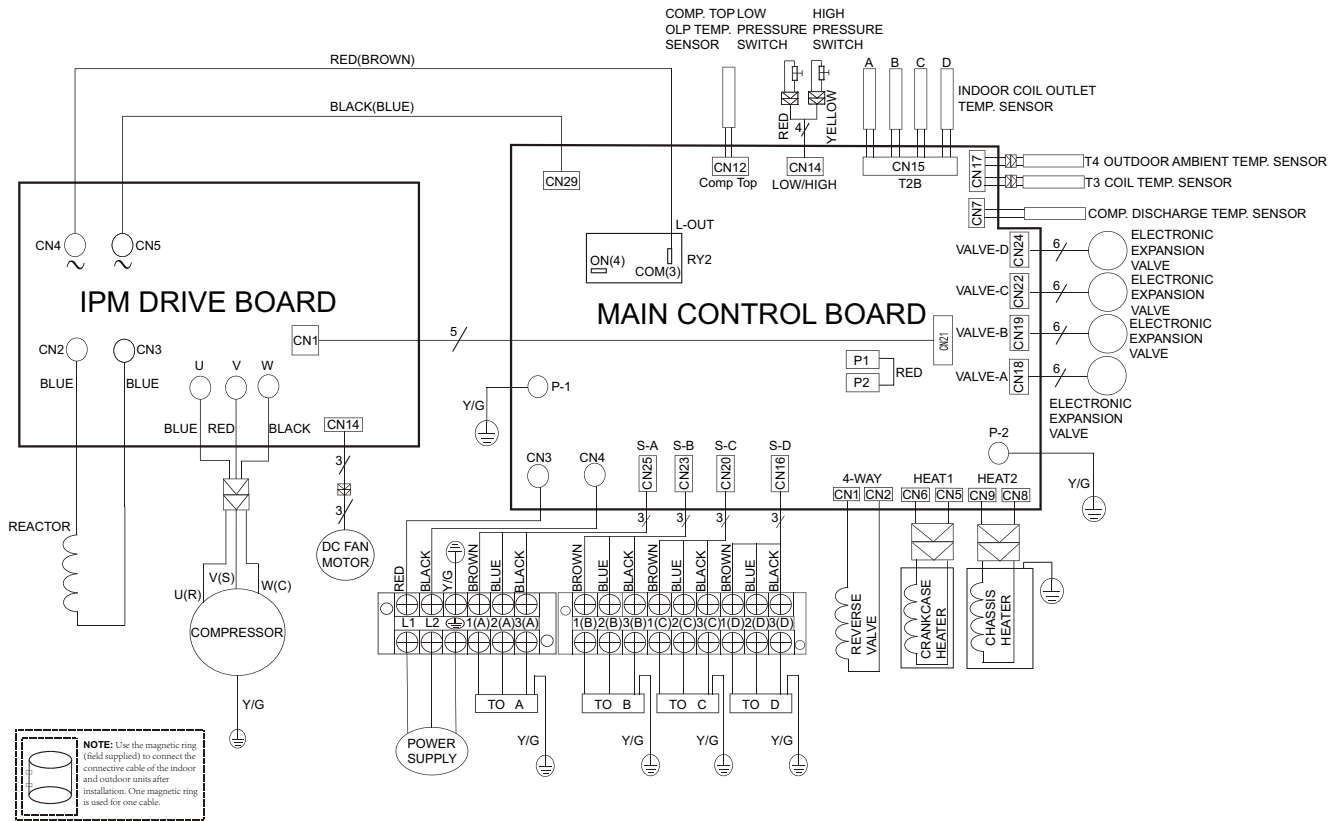 COMP. TOP
OLP TEMP.
SENSOR
LOW
PRESSURE
SWITCH
HIGH
PRESSURE
SWITCH
RED(BROWN)
BLACK(BLUE)
RED
4
YELLOW
A B C D
INDOOR COIL OUTLET
TEMP. SENSOR
CN29
CN12
Comp Top
CN14
LOW/HIGH
CN15
T2B
CN17
T4 OUTDOOR AMBIENT TEMP. SENSOR
T3 COIL TEMP. SENSOR
CN7
COMP. DISCHARGE TEMP. SENSOR
L-OUT
ON(4)
COM(3)
RY2
VALVE-D
CN24
6
ELECTRONIC
EXPANSION
VALVE
VALVE-C
CN22
6
ELECTRONIC
EXPANSION
VALVE
VALVE-B
CN19
6
ELECTRONIC
EXPANSION
VALVE
VALVE-A
CN18
6
ELECTRONIC
EXPANSION
VALVE
CN4
CN5
IPM DRIVE BOARD
MAIN CONTROL BOARD
CN1
5
CN21
P1
P2
RED
CN2
CN3
BLUE
BLUE
U V W
BLUE RED BLACK
CN14
3
3
DC FAN
MOTOR
REACTOR
V(S)
U(R)
W(C)
COMPRESSOR
Y/G
P-1
Y/G
P-2
Y/G
CN3
CN4
S-A
CN25
S-B
CN23
S-C
CN20
S-D
CN16
3 3 3 3
4-WAY
CN1 CN2
HEAT1
CN6 CN5
HEAT2
CN9 CN8
RED
BLACK
Y/G
BROWN
BLUE
BLACK
BROWN
BLUE
BLACK
BROWN
BLUE
BLACK
BROWN
BLUE
BLACK
L1 L2 1(A) 2(A) 3(A)
1(B) 2(B) 3(B) 1(C) 2(C) 3(C) 1(D) 2(D) 3(D)
TO A
TO B
TO C
TO D
Y/G
Y/G
Y/G
Y/G
POWER
SUPPLY
REVERSE
VALVE
CRANKCASE
HEATER
CHASSIS
HEATER
NOTE: Use the magnetic ring
(field supplied) to connect the
connective cable of the indoor
and outdoor units after
installation. One magnetic ring
is used for one cable.